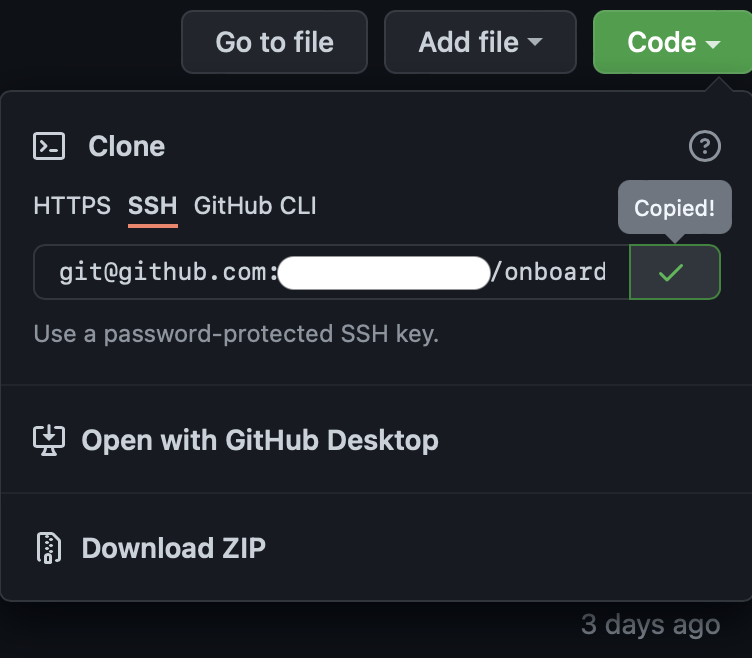 Go to file Add file Code
Clone
HTTPS SSH GitHub CLI
Copied!
git@github.com: /onboard
Use a password-protected SSH key.
Open with GitHub Desktop
Download ZIP
3 days ago